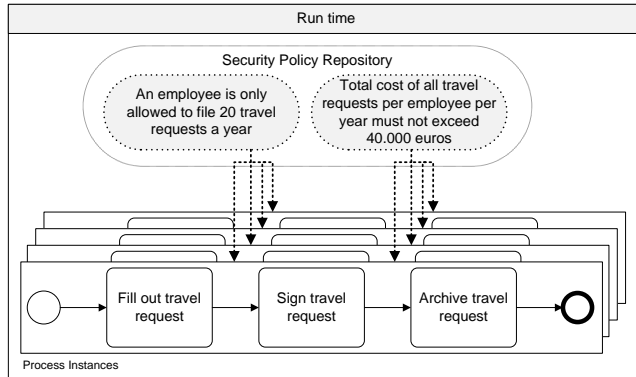 Run time
Security Policy Repository
An employee is only
allowed to file 20 travel
requests a year
Total cost of all travel
requests per employee per
year must not exceed
40.000 euros
Fill out travel
request
Sign travel
request
Archive travel
request
Process Instances